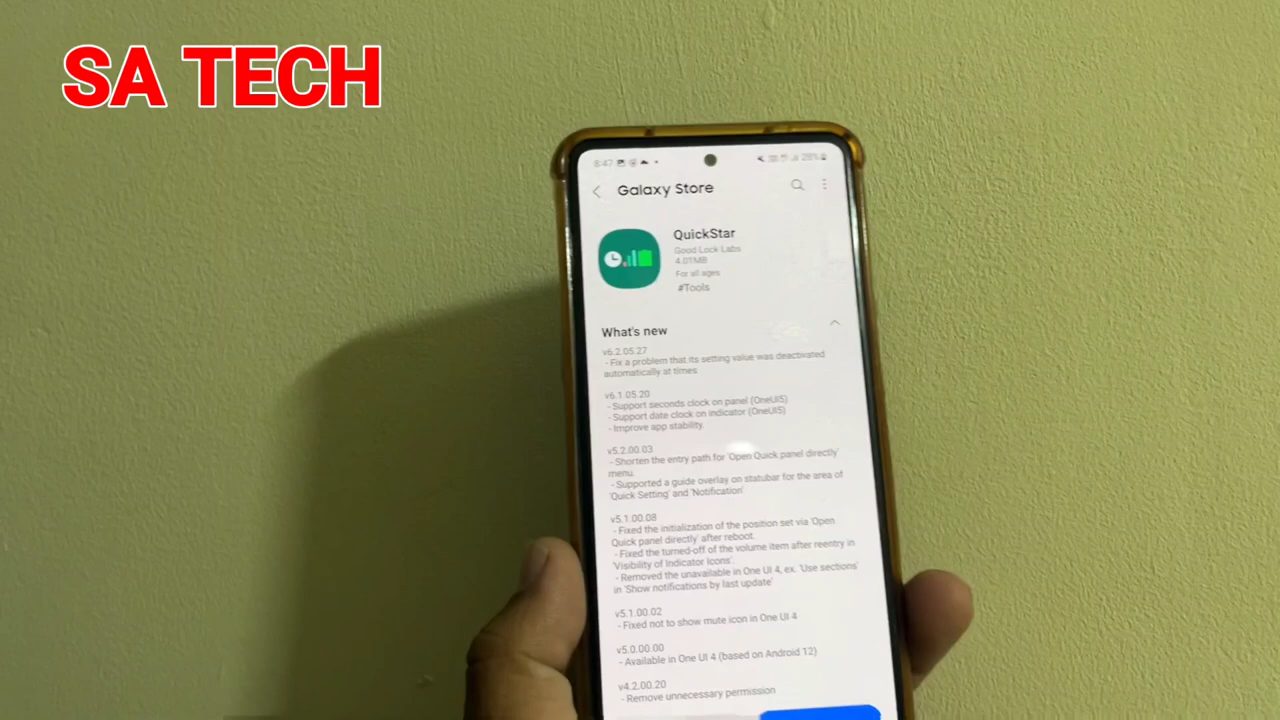 SA TECH
8:47
28%
Galaxy Store
QuickStar
Good Lock Labs
4.01MB
For all ages
#Tools
What's new
v6.2.05.27
- Fix a problem that its setting value was deactivated
automatically at times
v6.1.05.20
- Support seconds clock on panel (OneUI5)
- Support date clock on indicator (OneUI5)
- Improve app stability.
v5.2.00.03
- Shorten the entry path for 'Open Quick panel directly'
menu.
- Supported a guide overlay on statubar for the area of
'Quick Setting' and 'Notification'
v5.1.00.08
- Fixed the initialization of the position set via 'Open
Quick panel directly' after reboot.
- Fixed the turned-off of the volume item after reentry in
'Visibility of Indicator Icons'.
- Removed the unavailable in One UI 4, ex. 'Use sections'
in 'Show notifications by last update'
v5.1.00.02
- Fixed not to show mute icon in One UI 4
v5.0.00.00
- Available in One UI 4 (based on Android 12)
v4.2.00.20
- Remove unnecessary permission